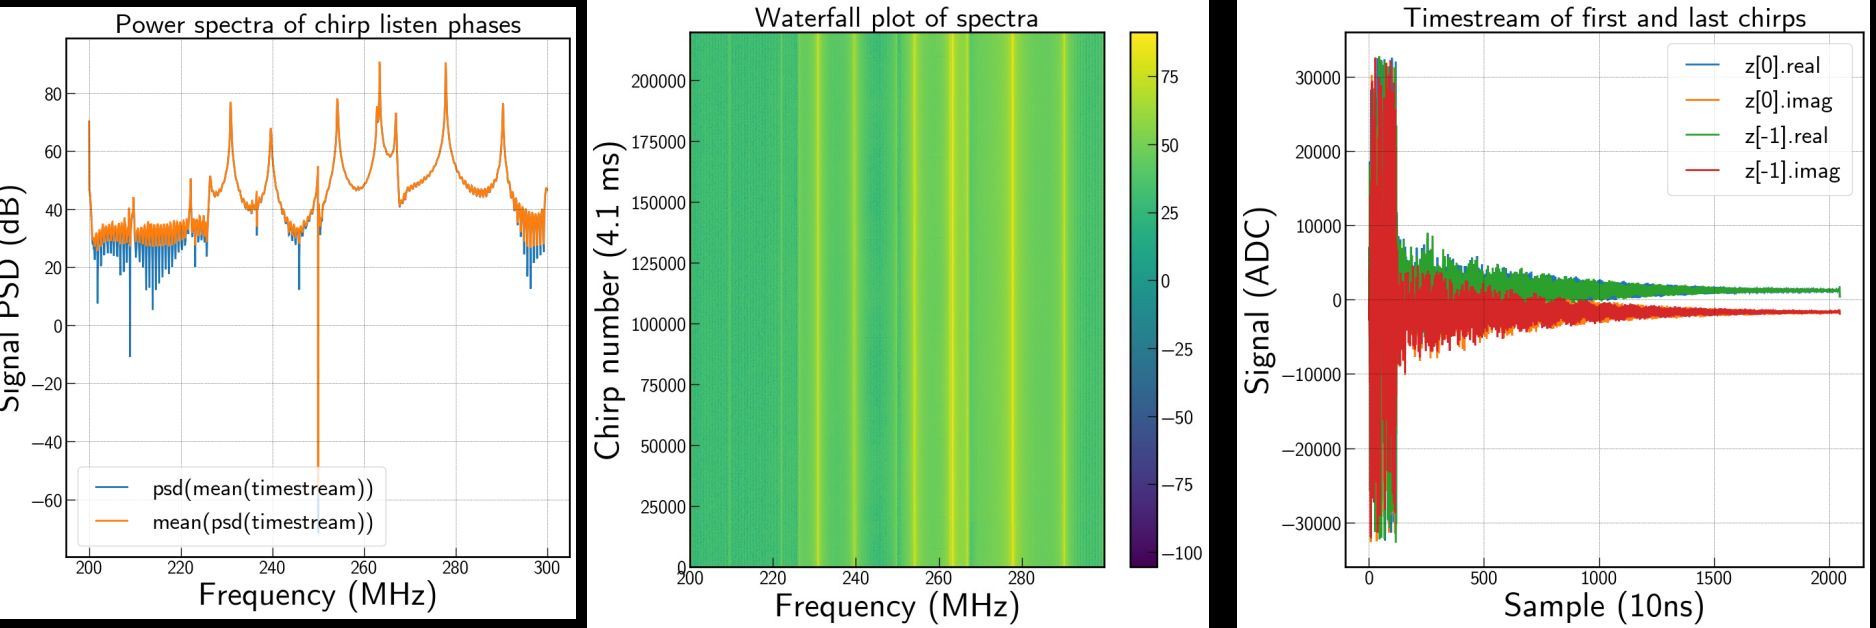 Power spectra of chirp listen phases
Signal PSD (dB)
80
60
40
20
0
−20
−40
−60
psd(mean(timestream))
mean(psd(timestream))
200 220 240 260 280 300
Frequency (MHz)
Waterfall plot of spectra
Chirp number (4.1 ms)
200000
175000
150000
125000
100000
75000
50000
25000
0
200 220 240 260 280
Frequency (MHz)
75
50
25
0
−25
−50
−75
−100
Timestream of first and last chirps
Signal (ADC)
30000
20000
10000
0
−10000
−20000
−30000
z[0].real
z[0].imag
z[-1].real
z[-1].imag
0 500 1000 1500 2000
Sample (10ns)